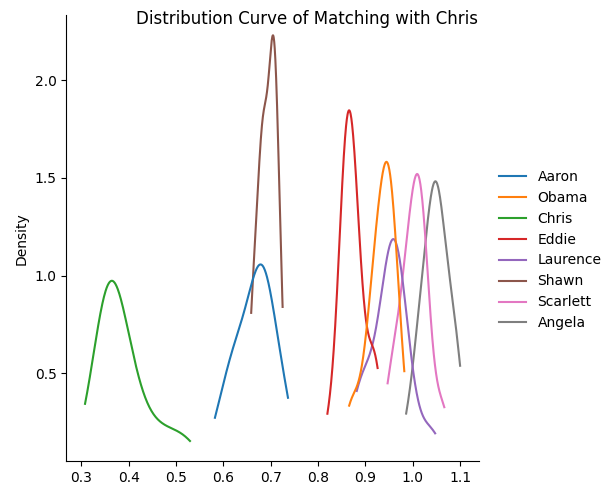 Distribution Curve of Matching with Chris
Density
2.0
1.5
1.0
0.5
0.3 0.4 0.5 0.6 0.7 0.8 0.9 1.0 1.1
Aaron
Obama
Chris
Eddie
Laurence
Shawn
Scarlett
Angela